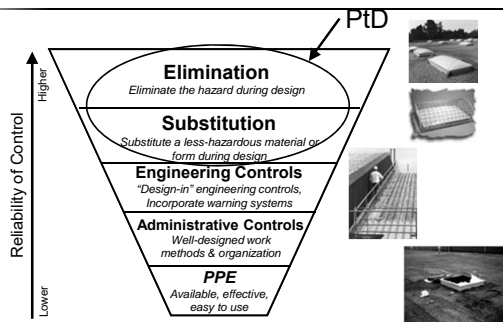 PtD
Elimination
Eliminate the hazard during design
Substitution
Substitute a less-hazardous material or
form during design
Engineering Controls
“Design-in” engineering controls,
Incorporate warning systems
Administrative Controls
Well-designed work
methods & organization
PPE
Available, effective,
easy to use
Reliability of Control
Higher
Lower